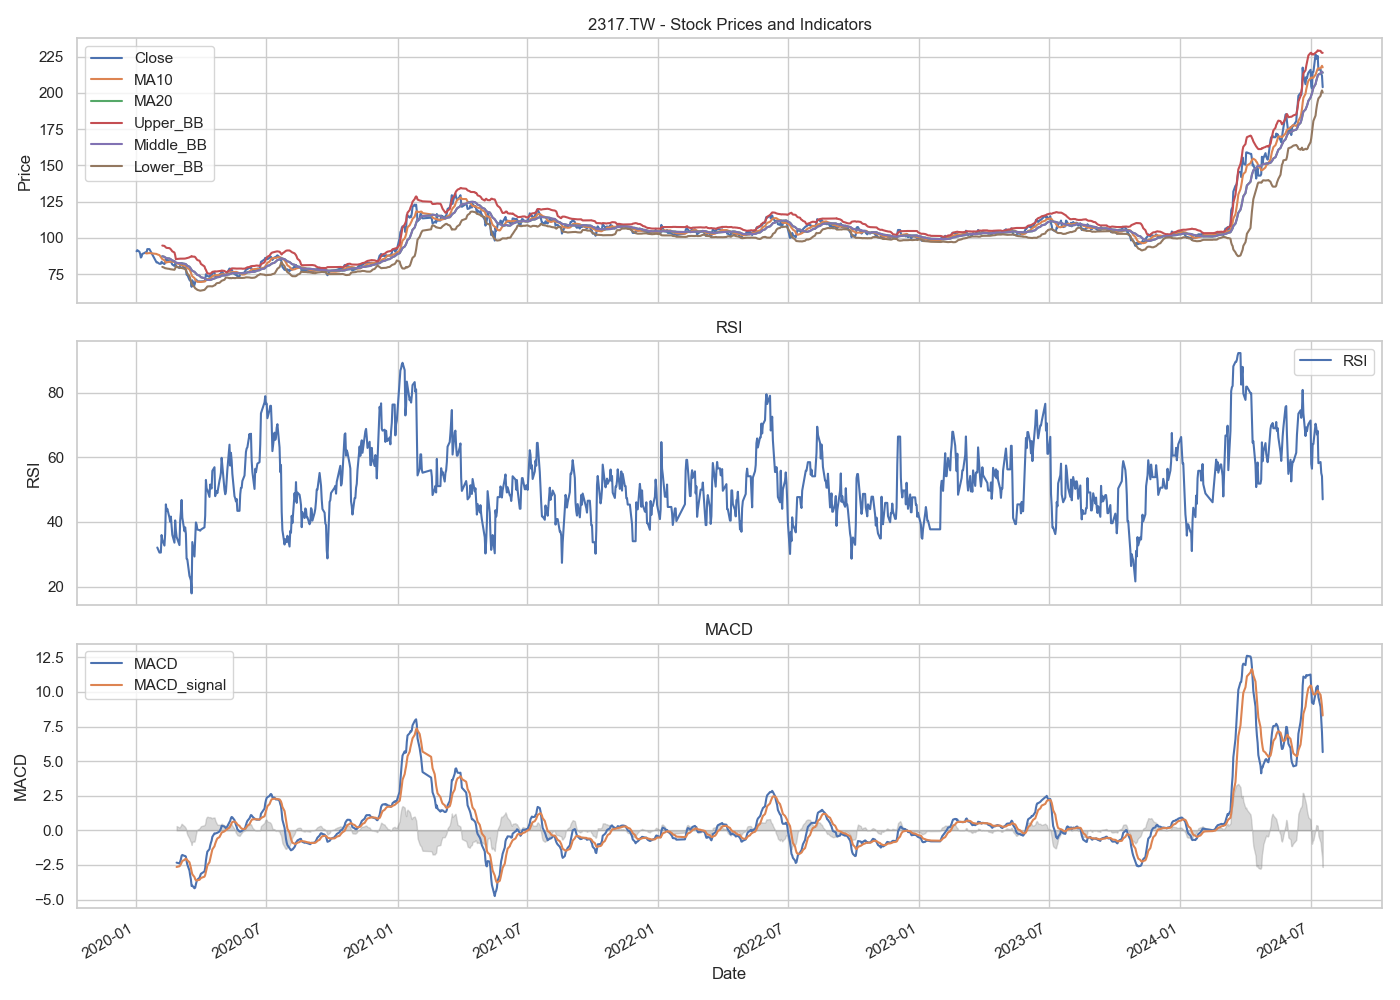 2317.TW - Stock Prices and Indicators
Close
MA10
MA20
Upper_BB
Middle_BB
Lower_BB
Price
225
200
175
150
125
100
75
RSI
RSI
RSI
80
60
40
20
MACD
MACD
MACD_signal
MACD
12.5
10.0
7.5
5.0
2.5
0.0
−2.5
−5.0
2020-01
2020-07
2021-01
2021-07
2022-01
2022-07
2023-01
2023-07
2024-01
2024-07
Date